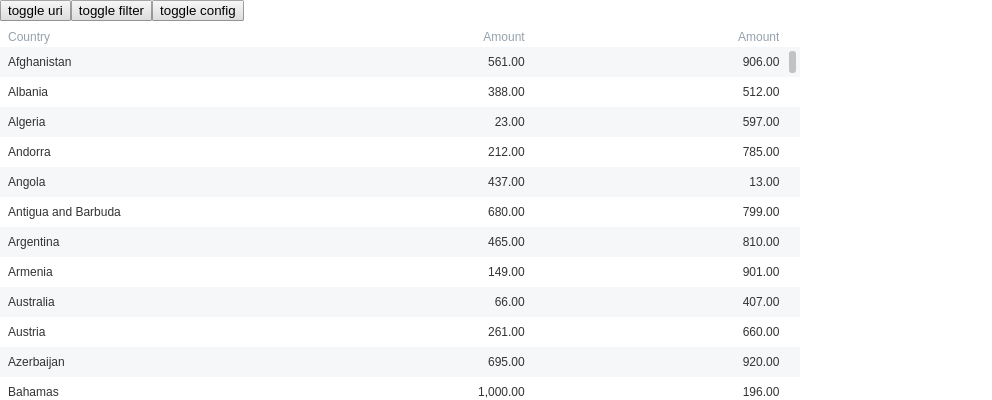 toggle uri toggle filter toggle config
Country Amount Amount
Afghanistan 561.00 906.00
Albania 388.00 512.00
Algeria 23.00 597.00
Andorra 212.00 785.00
Angola 437.00 13.00
Antigua and Barbuda 680.00 799.00
Argentina 465.00 810.00
Armenia 149.00 901.00
Australia 66.00 407.00
Austria 261.00 660.00
Azerbaijan 695.00 920.00
Bahamas 1,000.00 196.00